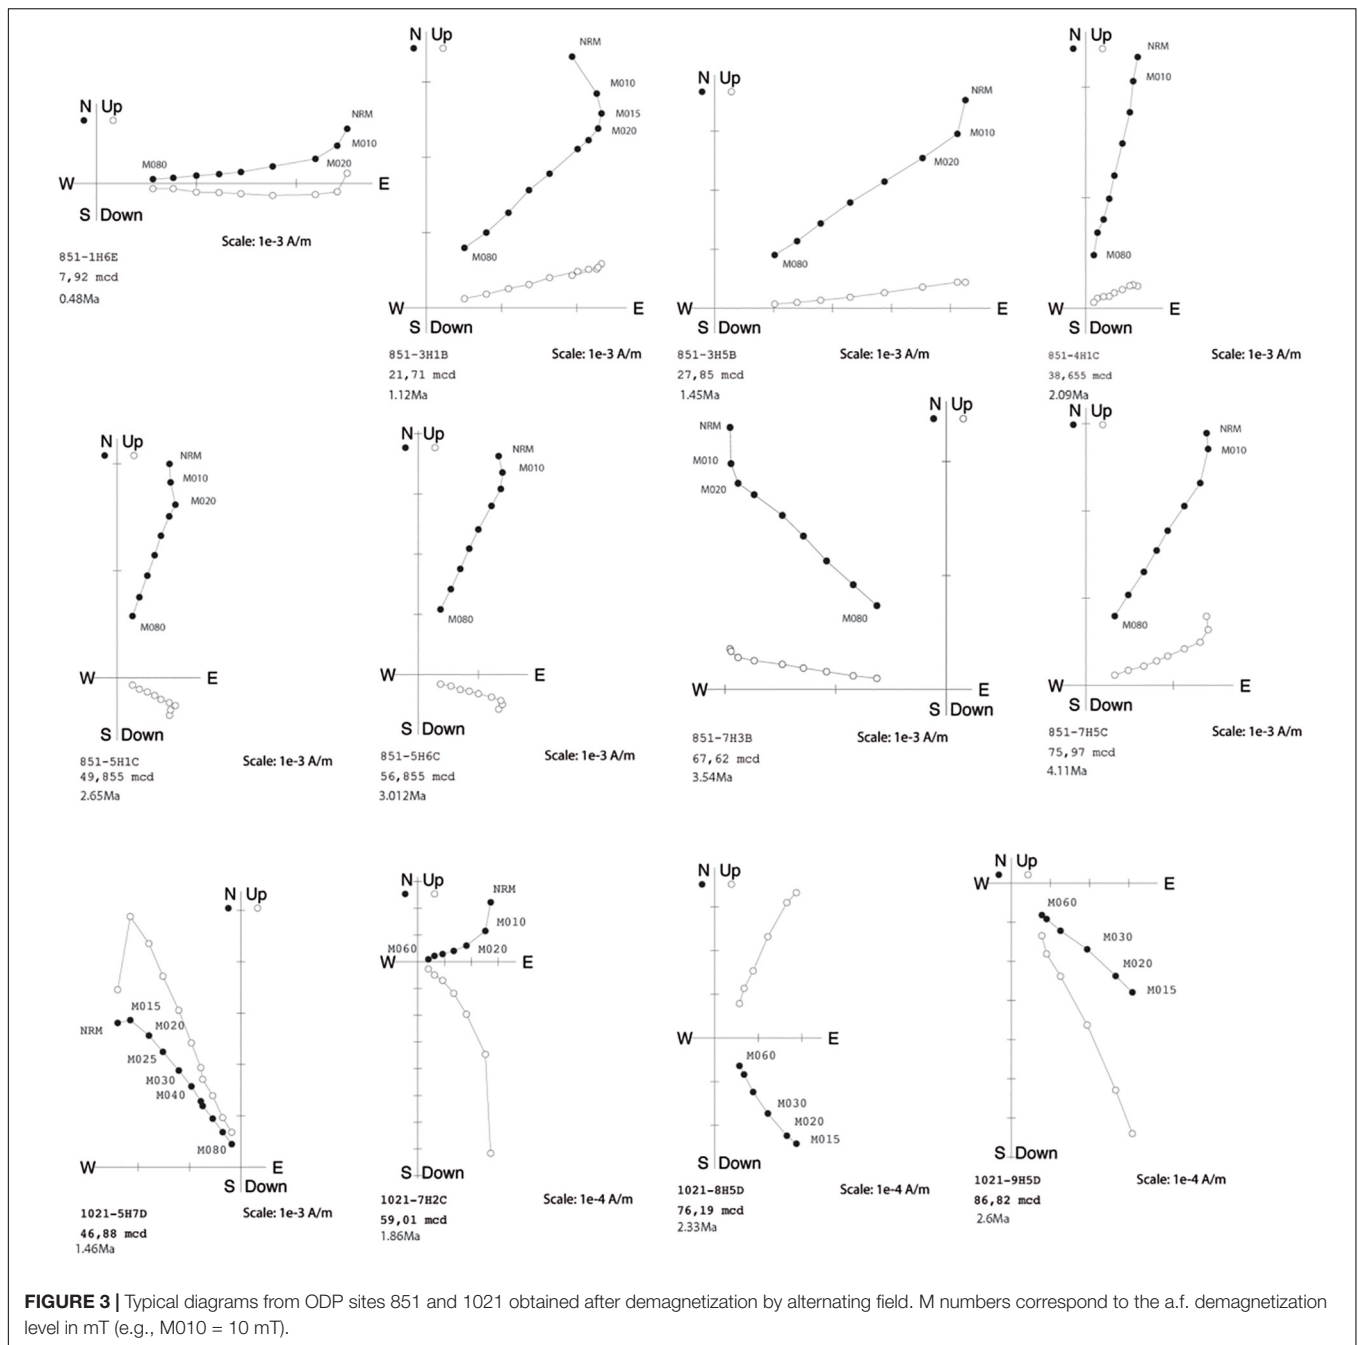 N Up
NRM
M010
M020
M080
W
E
S Down
Scale: 1e-3 A/m
851-1H6E
7,92 mcd
0.48Ma
N Up
NRM
M010
M015
M020
M080
W
E
S Down
851-3H1B
Scale: 1e-3 A/m
21,71 mcd
1.12Ma
N Up
NRM
M010
M020
M080
W
E
S Down
851-3H5B
Scale: 1e-3 A/m
27,85 mcd
1.45Ma
N Up
NRM
M010
M080
W
E
S Down
851-4H1C
Scale: 1e-3 A/m
38,655 mcd
2.09Ma
N Up
NRM
M010
M020
M080
W
E
S Down
851-5H1C
Scale: 1e-3 A/m
49,855 mcd
2.65Ma
N Up
NRM
M010
M080
W
E
S Down
851-5H6C
Scale: 1e-3 A/m
56,855 mcd
3.012Ma
N Up
NRM
M010
M020
M080
W
E
S Down
851-7H3B
Scale: 1e-3 A/m
67,62 mcd
3.54Ma
N Up
NRM
M010
M080
W
E
S Down
851-7H5C
Scale: 1e-3 A/m
75,97 mcd
4.11Ma
N Up
M015
NRM
M020
M025
M030
M040
M080
W
E
S Down
1021-5H7D
Scale: 1e-3 A/m
46,88 mcd
1.46Ma
N Up
NRM
M010
M060
M020
W
E
S Down
1021-7H2C
Scale: 1e-4 A/m
59,01 mcd
1.86Ma
N Up
W
E
M060
M030
M020
M015
S Down
1021-8H5D
Scale: 1e-4 A/m
76,19 mcd
2.33Ma
N Up
W
E
M060
M030
M020
M015
S Down
1021-9H5D
Scale: 1e-4 A/m
86,82 mcd
2.6Ma
FIGURE 3 | Typical diagrams from ODP sites 851 and 1021 obtained after demagnetization by alternating field. M numbers correspond to the a.f. demagnetization
level in mT (e.g., M010 = 10 mT).